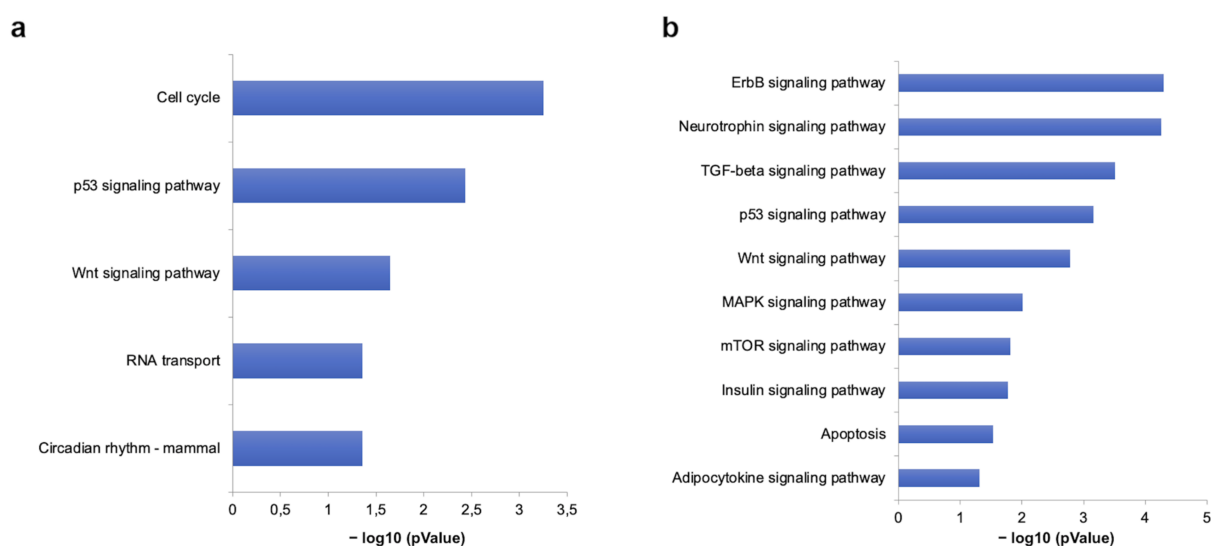 a
Cell cycle
p53 signaling pathway
Wnt signaling pathway
RNA transport
Circadian rhythm - mammal
0 0,5 1 1,5 2 2,5 3 3,5
− log10 (pValue)
b
ErbB signaling pathway
Neurotrophin signaling pathway
TGF-beta signaling pathway
p53 signaling pathway
Wnt signaling pathway
MAPK signaling pathway
mTOR signaling pathway
Insulin signaling pathway
Apoptosis
Adipocytokine signaling pathway
0 1 2 3 4 5
− log10 (pValue)